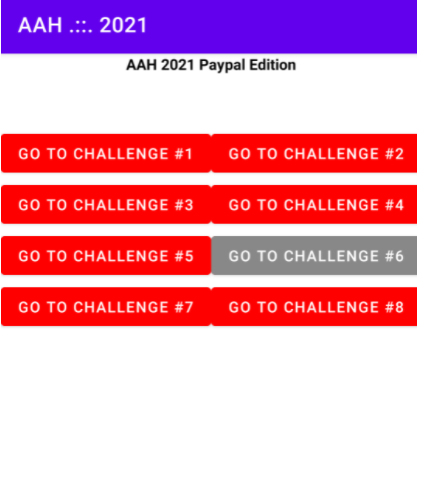 AAH .::. 2021
AAH 2021 Paypal Edition
GO TO CHALLENGE #1 GO TO CHALLENGE #2
GO TO CHALLENGE #3 GO TO CHALLENGE #4
GO TO CHALLENGE #5 GO TO CHALLENGE #6
GO TO CHALLENGE #7 GO TO CHALLENGE #8